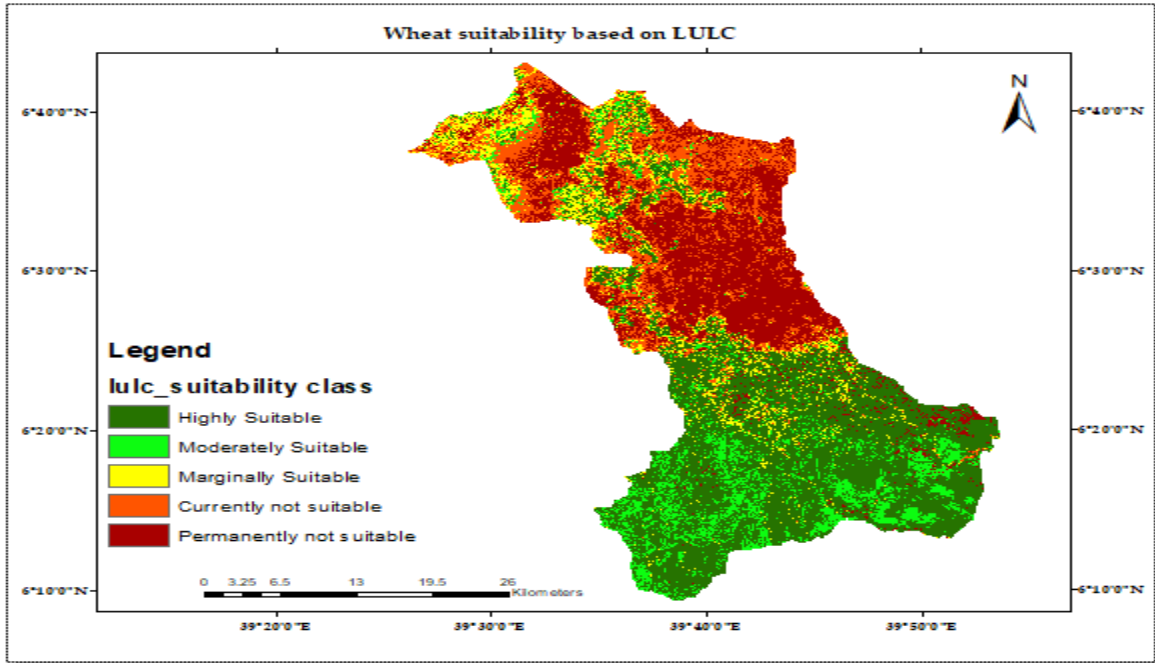 Wheat suitability based on LULC
N
6°40'0"N
6°40'0"N
6°30'0"N
6°30'0"N
6°20'0"N
6°20'0"N
6°10'0"N
6°10'0"N
Legend
lulc_suitability class
Highly Suitable
Moderately Suitable
Marginally Suitable
Currently not suitable
Permanently not suitable
0 3.25 6.5 13 19.5 26
Kilometers
39°20'0"E 39°30'0"E 39°40'0"E 39°50'0"E